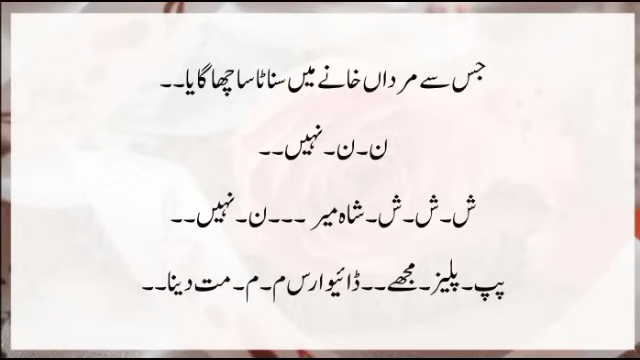 جس سے مرداں خانے میں سناٹا سا چھا گایا۔۔
ن۔ن۔نہیں۔۔
ش۔ش۔ش۔شاہ میر ۔۔۔ن۔نہیں۔۔
پپ۔پلیز۔مجھے۔۔ڈائیوارس م۔م۔مت دینا۔۔